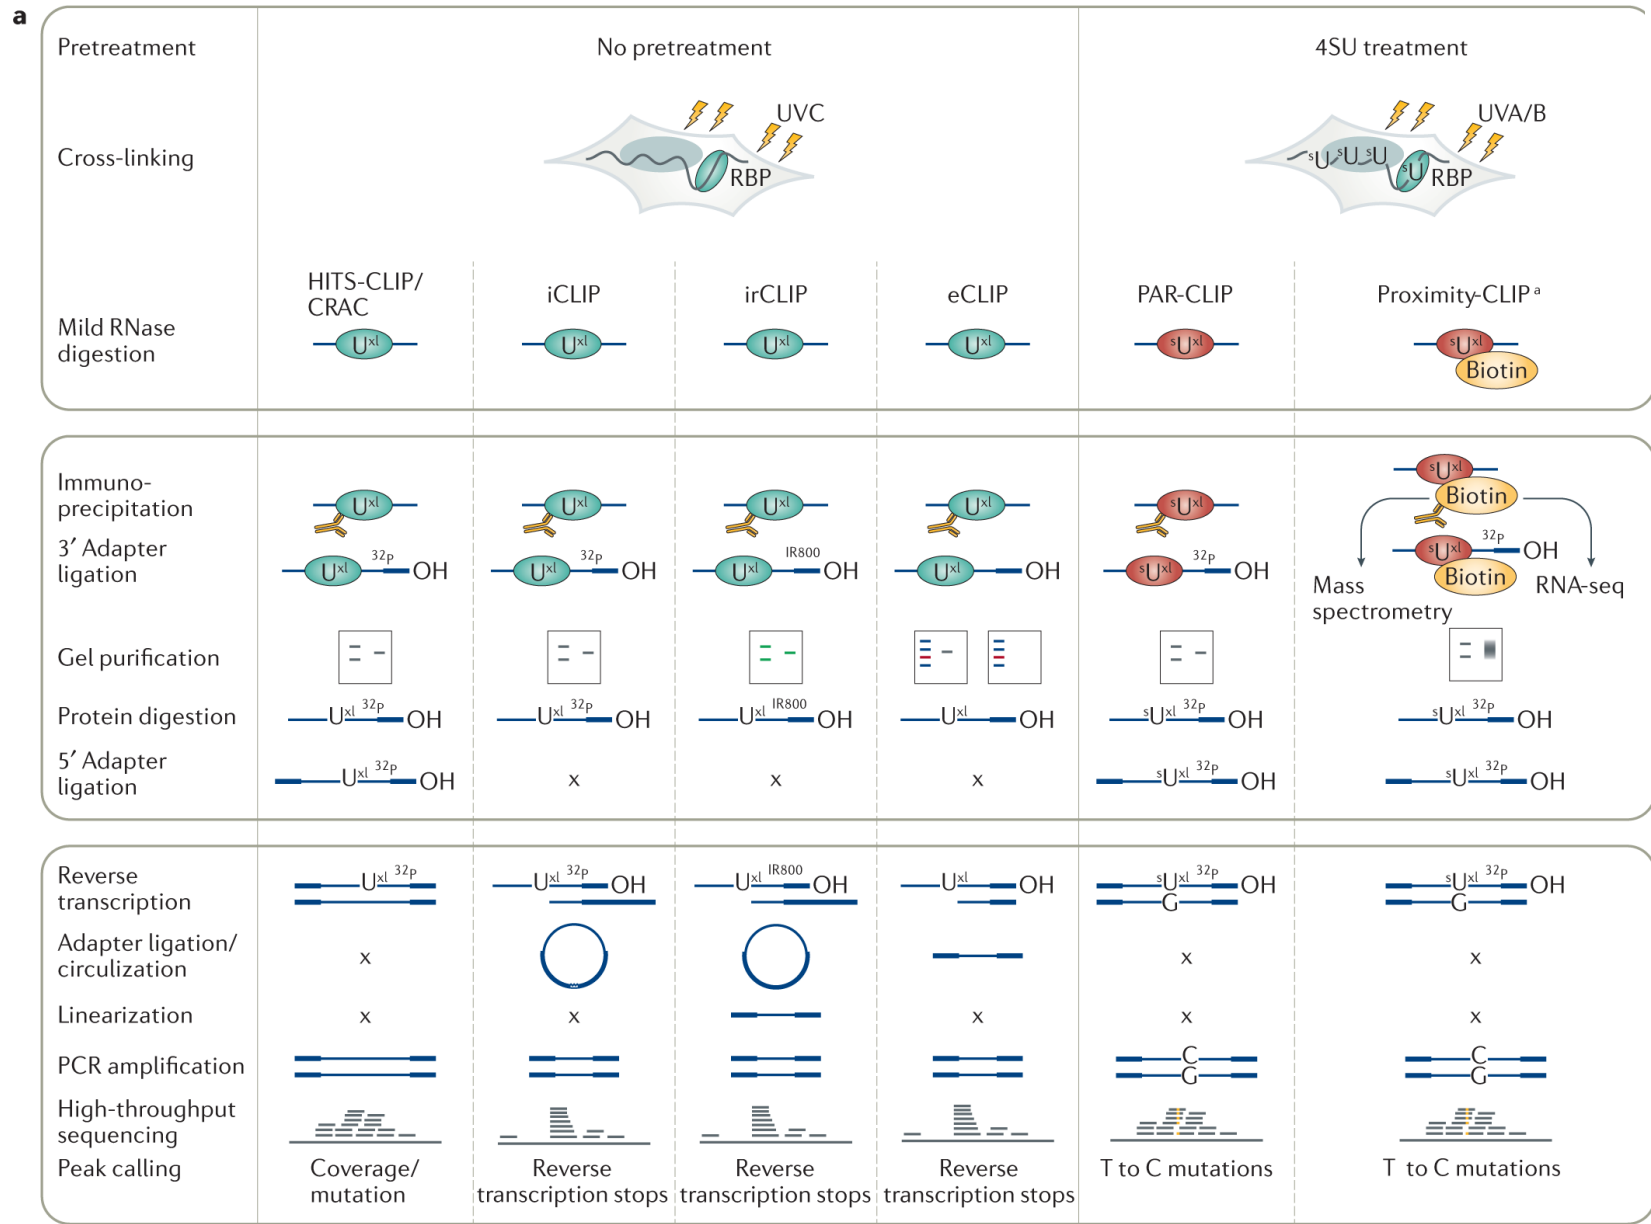 a
Pretreatment
No pretreatment
4SU treatment
Cross-linking
UVC
RBP
UVA/B
sU sU sU
sU
RBP
HITS-CLIP/
CRAC
iCLIP
irCLIP
eCLIP
PAR-CLIP
Proximity-CLIP a
Mild RNase
digestion
Uxl
Uxl
Uxl
Uxl
sUxl
sUxl
Biotin
Immuno-
precipitation
Uxl
Uxl
Uxl
Uxl
sUxl
sUxl
Biotin
3′ Adapter
ligation
Uxl 32P OH
Uxl 32P OH
Uxl IR800 OH
Uxl OH
sUxl 32P OH
sUxl 32P OH
Biotin
Mass
spectrometry
RNA-seq
Gel purification
Protein digestion
Uxl 32P OH
Uxl 32P OH
Uxl IR800 OH
Uxl OH
sUxl 32P OH
sUxl 32P OH
5′ Adapter
ligation
Uxl 32P OH
x
x
x
sUxl 32P OH
sUxl 32P OH
Reverse
transcription
Uxl 32P
Uxl 32P OH
Uxl IR800 OH
Uxl OH
sUxl 32P OH
G
sUxl 32P OH
G
Adapter ligation/
circulization
x
x
x
Linearization
x
x
x
x
x
PCR amplification
C
G
C
G
High-throughput
sequencing
Peak calling
Coverage/
mutation
Reverse
transcription stops
Reverse
transcription stops
Reverse
transcription stops
T to C mutations
T to C mutations